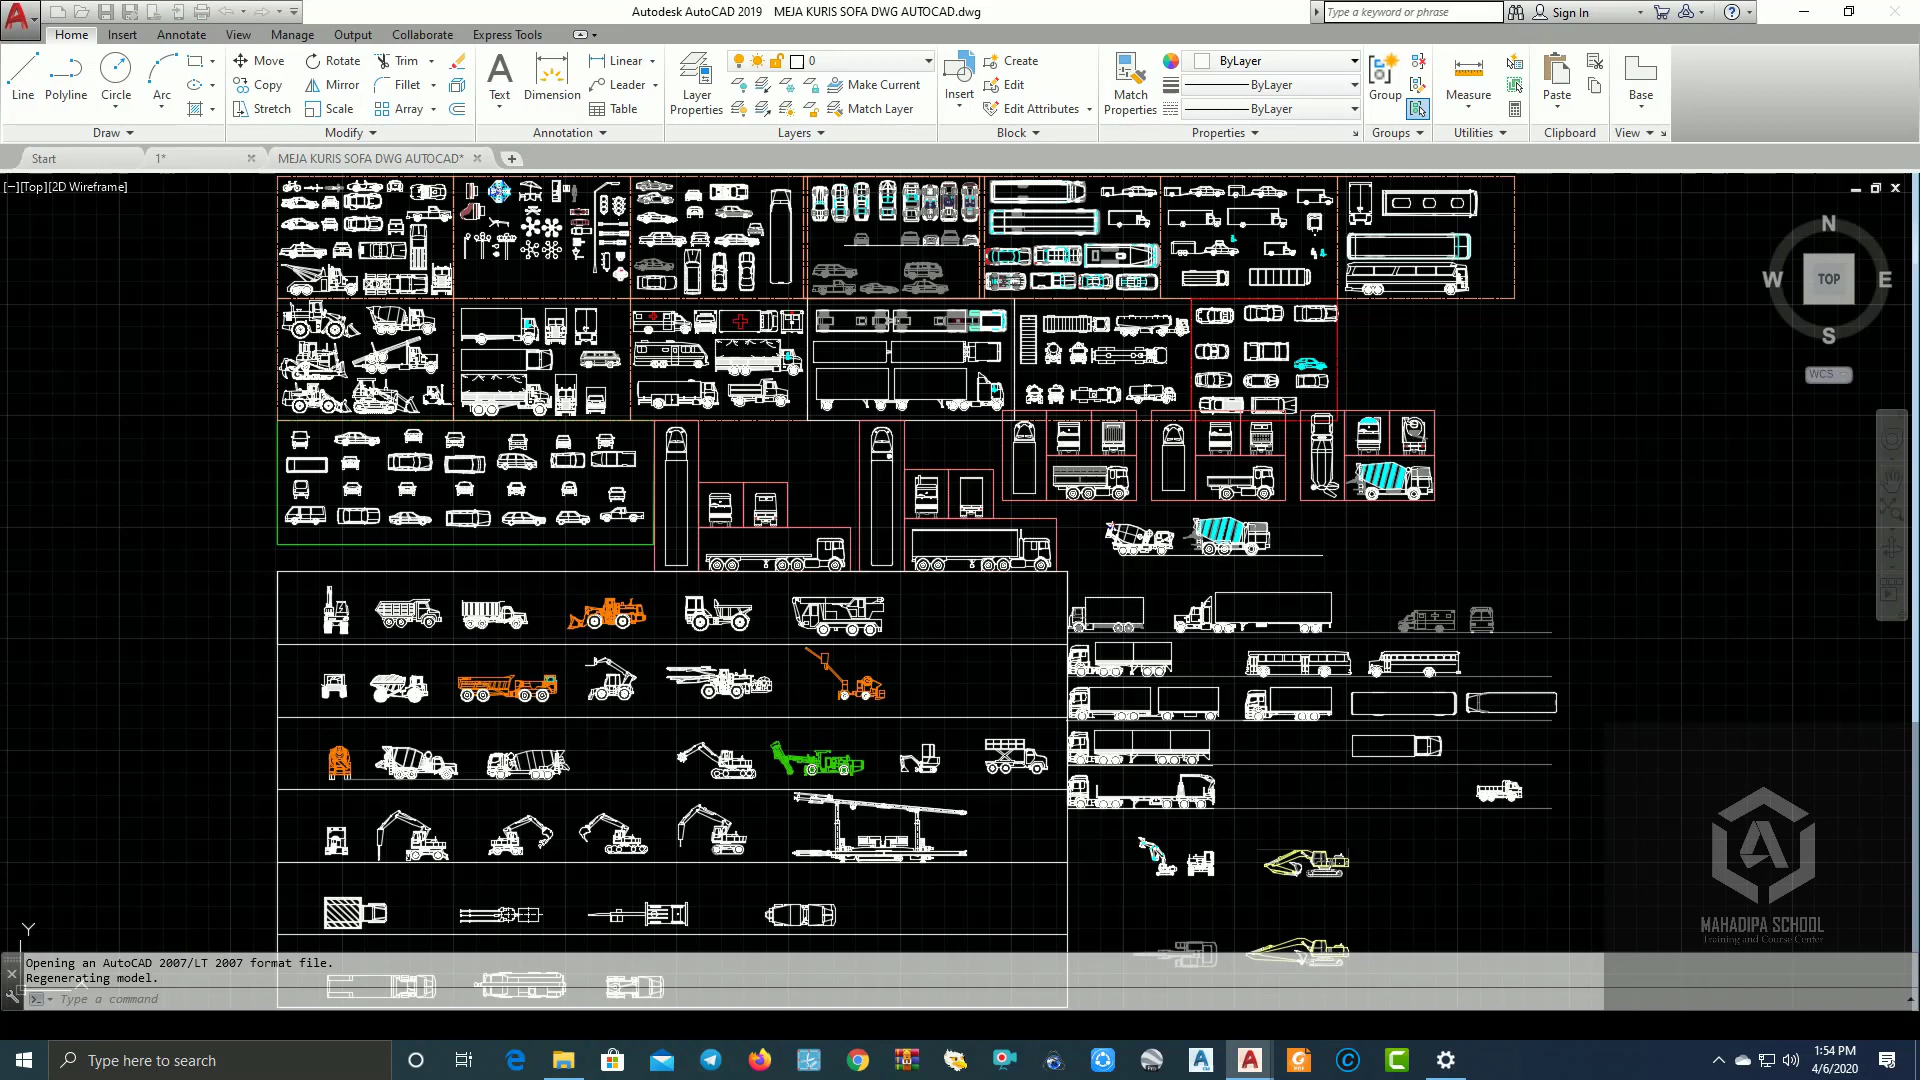 Autodesk AutoCAD 2019 MEJA KURIS SOFA DWG AUTOCAD.dwg
Type a keyword or phrase
Sign In
Home Insert Annotate View Manage Output Collaborate Express Tools
Line Polyline Circle Arc
Move Rotate Trim
Copy Mirror Fillet
Stretch Scale Array
Text Dimension
Linear
Leader
Table
Layer Properties
0
Make Current
Match Layer
Insert
Create
Edit
Edit Attributes
Match Properties
ByLayer
ByLayer
ByLayer
Group
Measure
Paste
Base
Draw Modify Annotation Layers Block Properties Groups Utilities Clipboard View
Start 1* MEJA KURIS SOFA DWG AUTOCAD*
[−][Top][2D Wireframe]
N
W TOP E
S
WCS
MAHADIPA SCHOOL
Training and Course Center
Y
Opening an AutoCAD 2007/LT 2007 format file.
Regenerating model.
Type a command
Type here to search
1:54 PM
4/6/2020